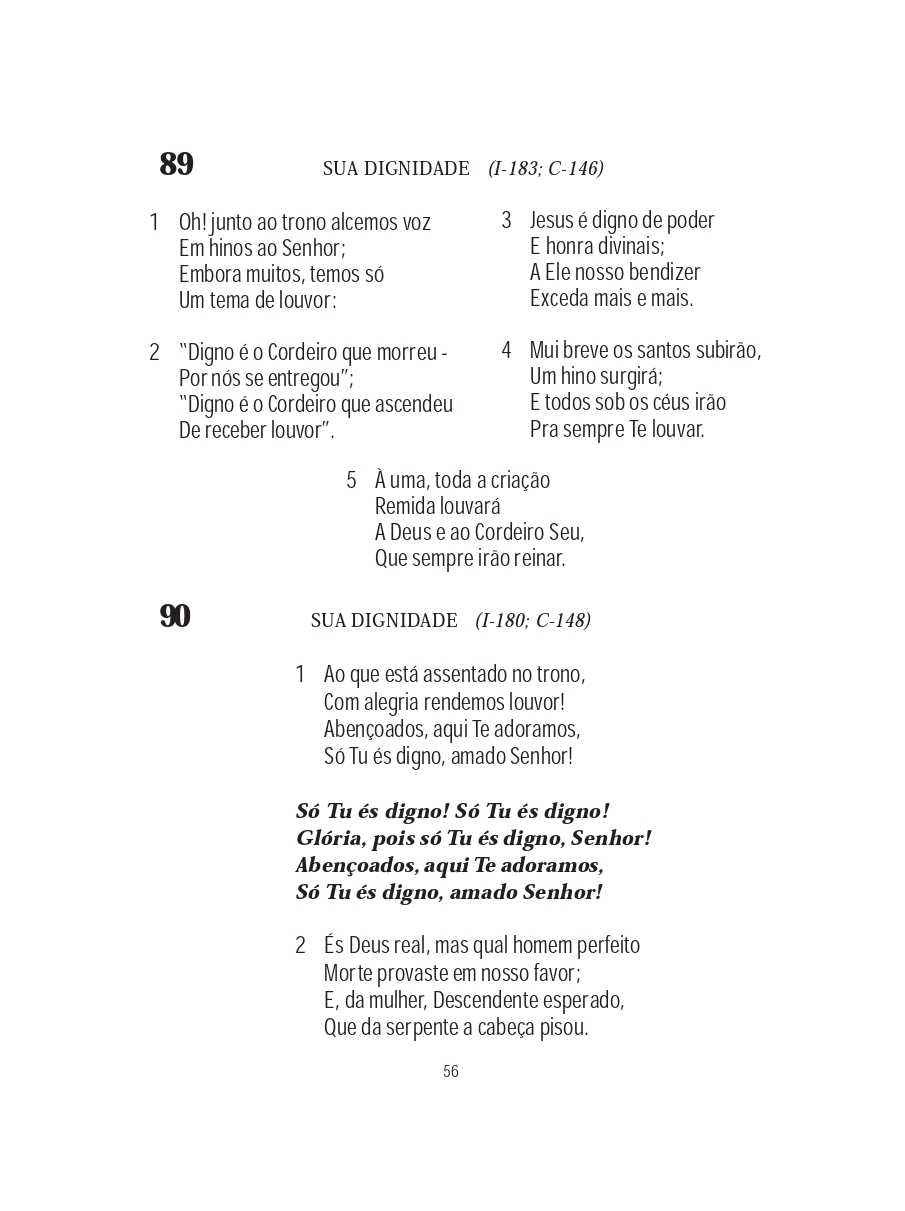 89 SUA DIGNIDADE (I-183; C-146)
1 Oh! junto ao trono alcemos voz
Em hinos ao Senhor;
Embora muitos, temos só
Um tema de louvor:
2 “Digno é o Cordeiro que morreu -
Por nós se entregou”;
“Digno é o Cordeiro que ascendeu
De receber louvor”.
3 Jesus é digno de poder
E honra divinais;
A Ele nosso bendizer
Exceda mais e mais.
4 Mui breve os santos subirão,
Um hino surgirá;
E todos sob os céus irão
Pra sempre Te louvar.
5 À uma, toda a criação
Remida louvará
A Deus e ao Cordeiro Seu,
Que sempre irão reinar.
90 SUA DIGNIDADE (I-180; C-148)
1 Ao que está assentado no trono,
Com alegria rendemos louvor!
Abençoados, aqui Te adoramos,
Só Tu és digno, amado Senhor!
Só Tu és digno! Só Tu és digno!
Glória, pois só Tu és digno, Senhor!
Abençoados, aqui Te adoramos,
Só Tu és digno, amado Senhor!
2 És Deus real, mas qual homem perfeito
Morte provaste em nosso favor;
E, da mulher, Descendente esperado,
Que da serpente a cabeça pisou.
56